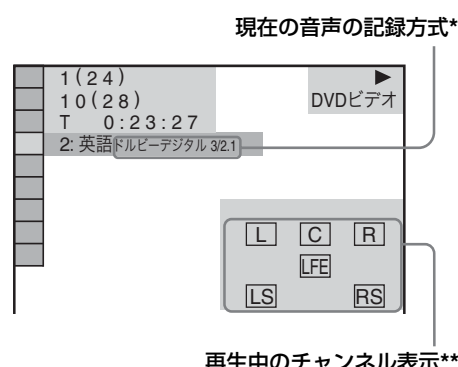 現在の音声の記録方式*
1(24)
10(28)
T 0:23:27
DVDビデオ
2: 英語 ドルビーデジタル 3/2.1
L C R
LFE
LS RS
再生中のチャンネル表示**